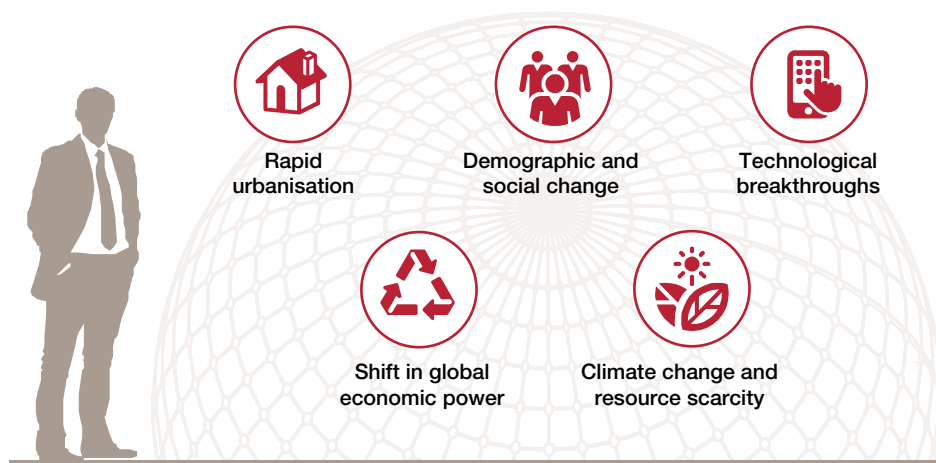 Rapid
urbanisation
Demographic and
social change
Technological
breakthroughs
Shift in global
economic power
Climate change and
resource scarcity